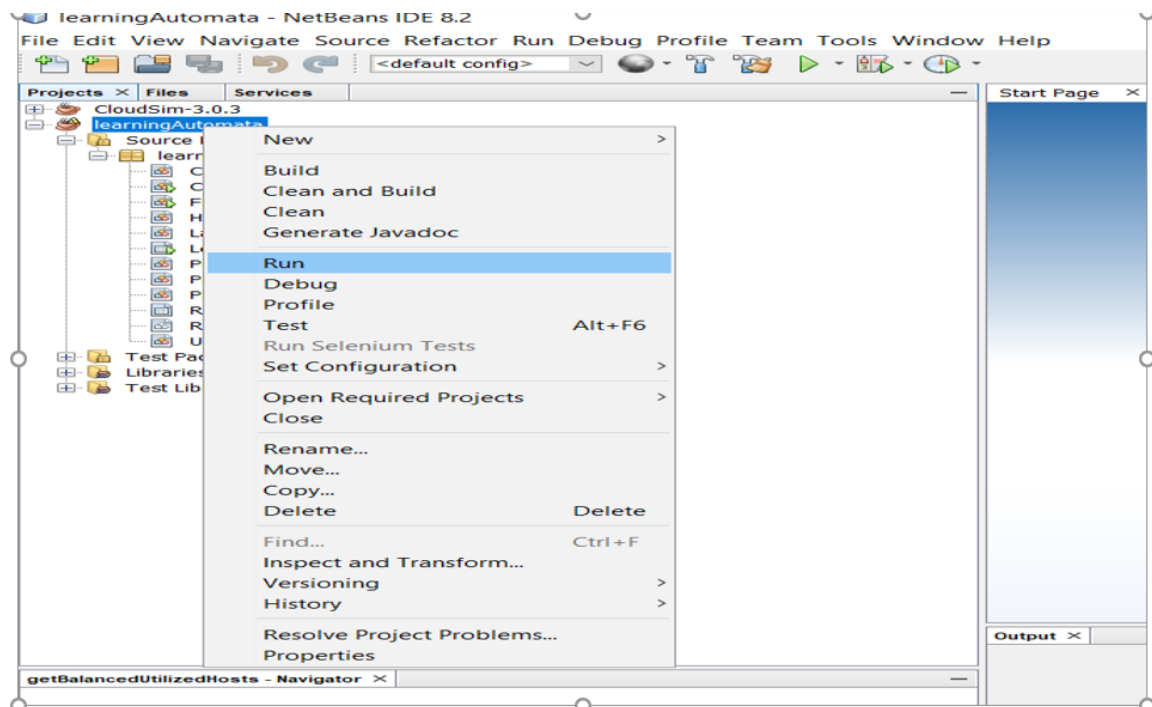 learningAutomata - NetBeans IDE 8.2
File Edit View Navigate Source Refactor Run Debug Profile Team Tools Window Help
<default config>
Projects × Files Services
Start Page ×
CloudSim-3.0.3
learningAutomata
Source
learn
New >
Build
Clean and Build
Clean
Generate Javadoc
Run
Debug
Profile
Test Alt+F6
Run Selenium Tests
Set Configuration >
Open Required Projects >
Close
Rename...
Move...
Copy...
Delete Delete
Find... Ctrl+F
Inspect and Transform...
Versioning >
History >
Resolve Project Problems...
Properties
C
C
F
H
La
Le
P
P
P
R
R
U
Test Pac
Libraries
Test Lib
Output ×
getBalancedUtilizedHosts - Navigator ×